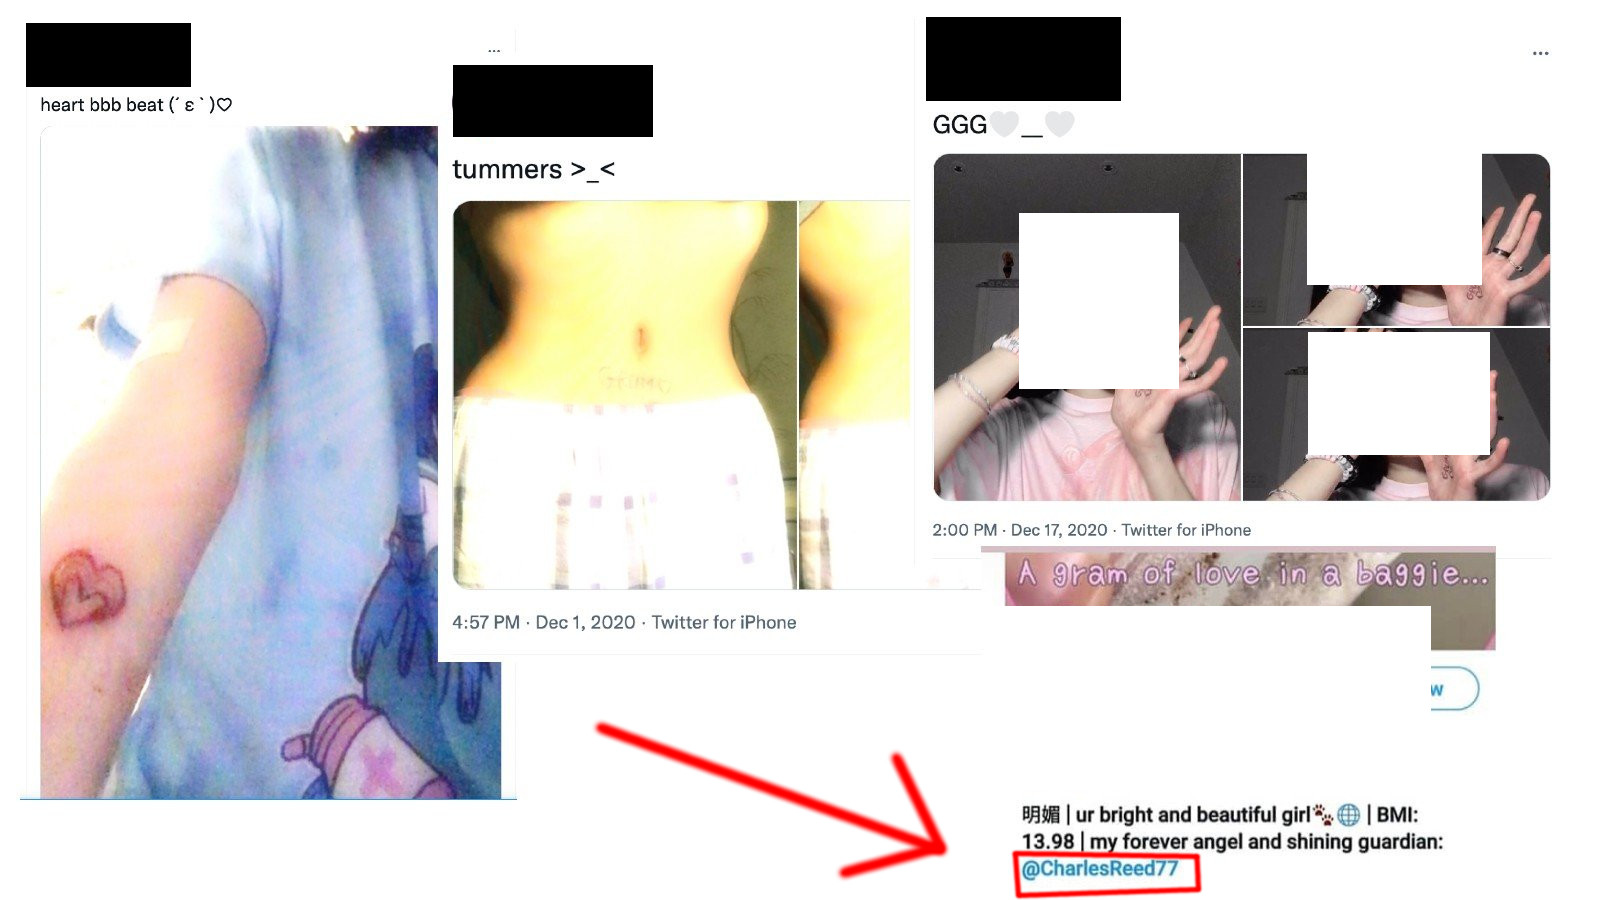 heart bbb beat (´ε`)♡
tummers >_<
4:57 PM · Dec 1, 2020 · Twitter for iPhone
GGG🤍__🤍
2:00 PM · Dec 17, 2020 · Twitter for iPhone
A gram of love in a baggie...
w
明媚 | ur bright and beautiful girl🐾🌐 | BMI:
13.98 | my forever angel and shining guardian:
@CharlesReed77